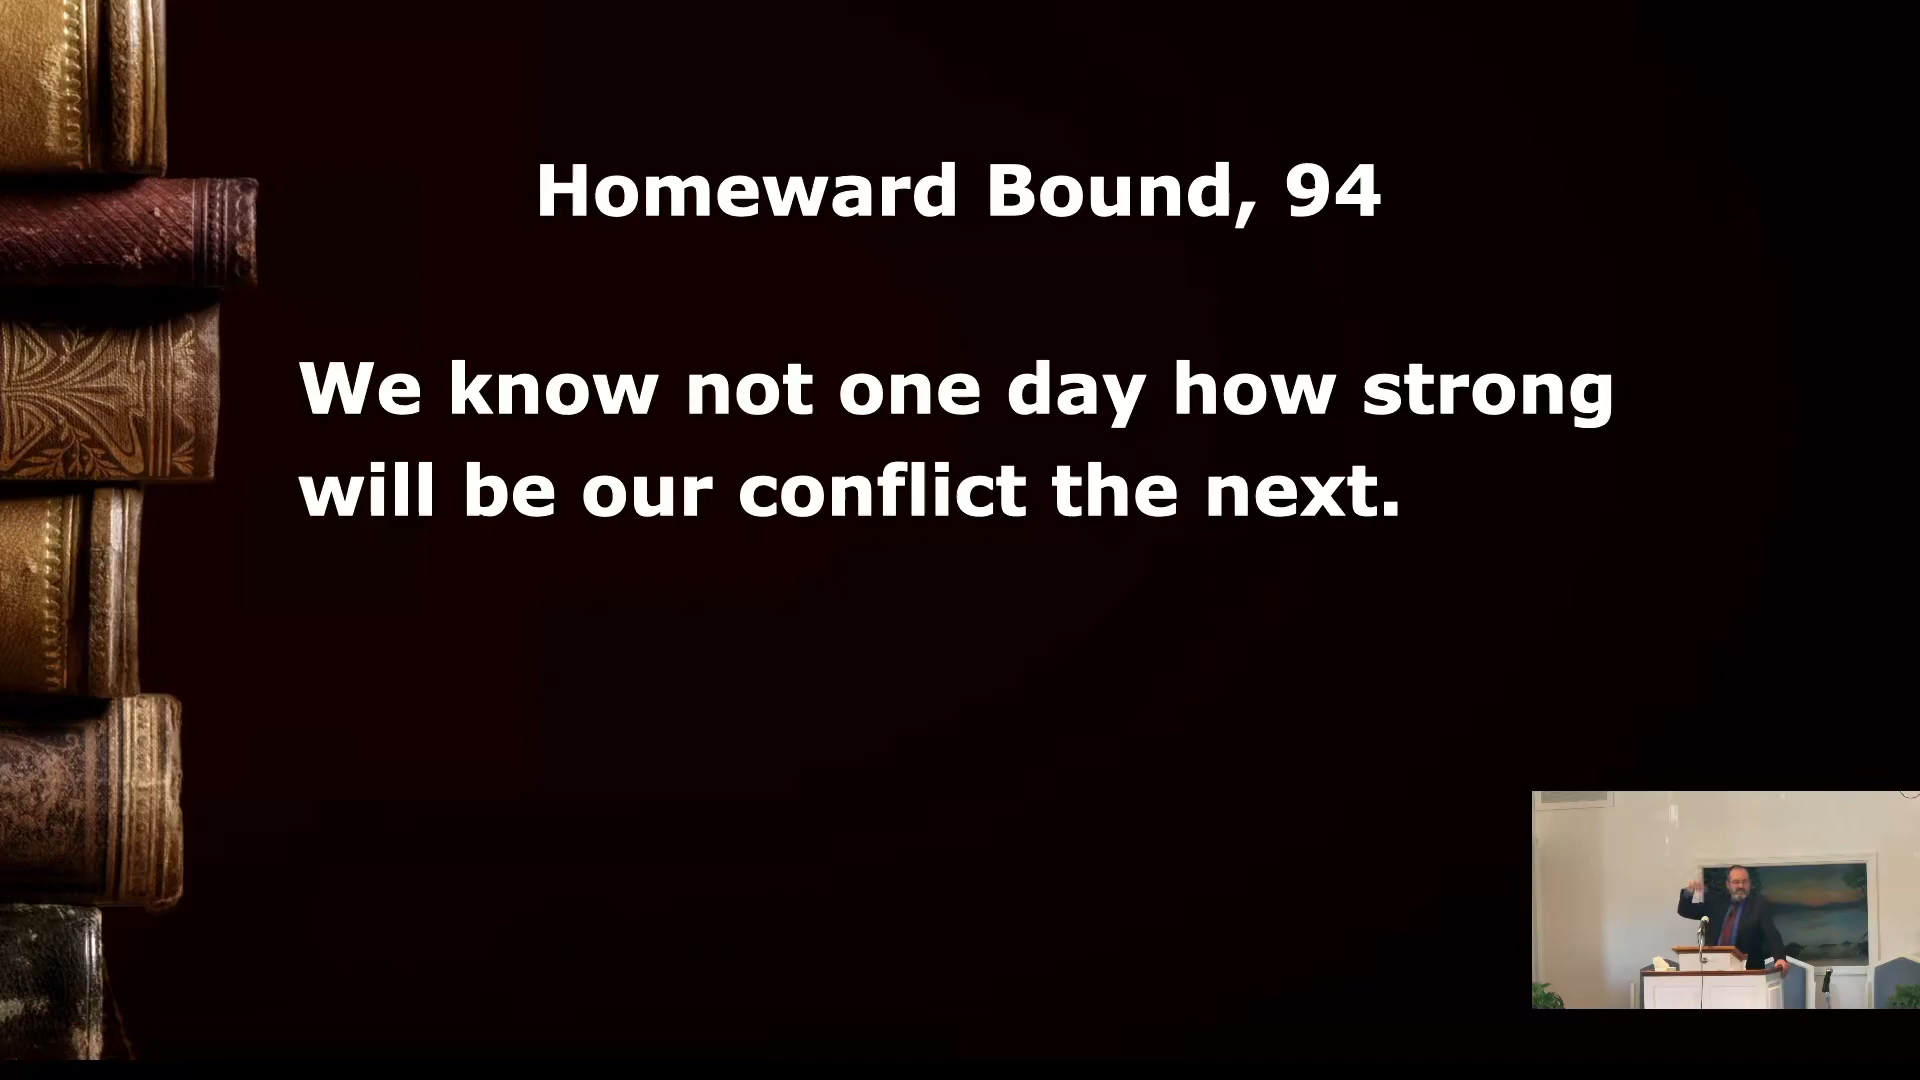 Homeward Bound, 94
We know not one day how strong
will be our conflict the next.